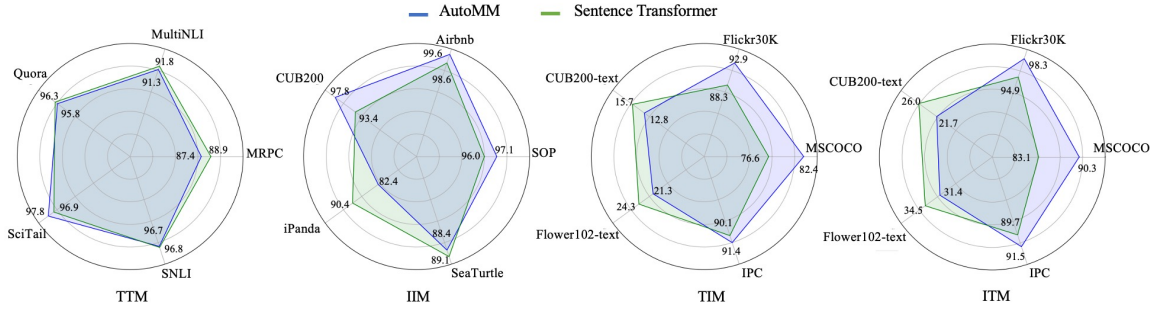 AutoMM Sentence Transformer
MultiNLI
91.8
91.3
Quora
96.3
95.8
MRPC
88.9
87.4
SciTail
97.8
96.9
SNLI
96.7
96.8
TTM
Airbnb
99.6
98.6
CUB200
97.8
93.4
SOP
97.1
96.0
iPanda
90.4
82.4
SeaTurtle
88.4
89.1
IIM
Flickr30K
92.9
88.3
CUB200-text
15.7
12.8
MSCOCO
82.4
76.6
Flower102-text
24.3
21.3
IPC
90.1
91.4
TIM
Flickr30K
98.3
94.9
CUB200-text
26.0
21.7
MSCOCO
90.3
83.1
Flower102-text
34.5
31.4
IPC
89.7
91.5
ITM